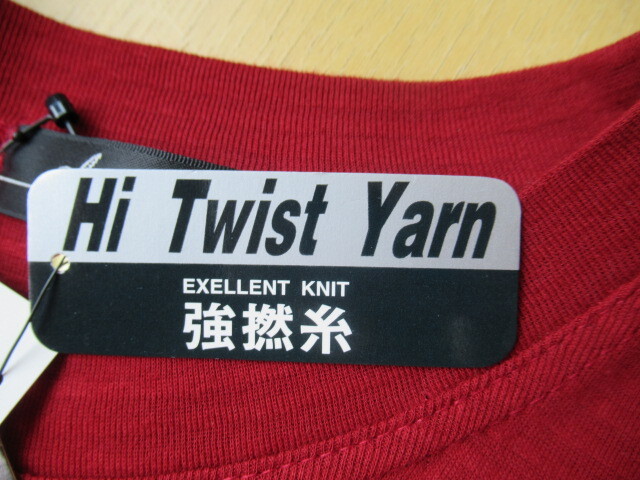 Hi Twist Yarn
EXELLENT KNIT
強撚糸